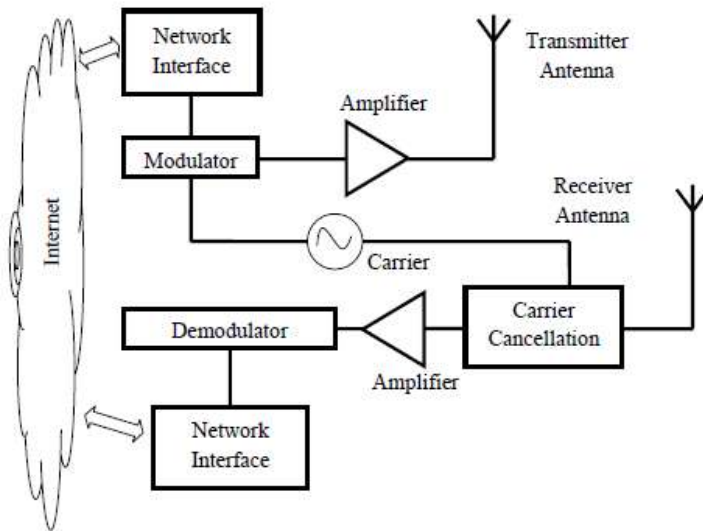 Network
Interface
Transmitter
Antenna
Amplifier
Modulator
Receiver
Antenna
Internet
Carrier
Carrier
Cancellation
Demodulator
Amplifier
Network
Interface